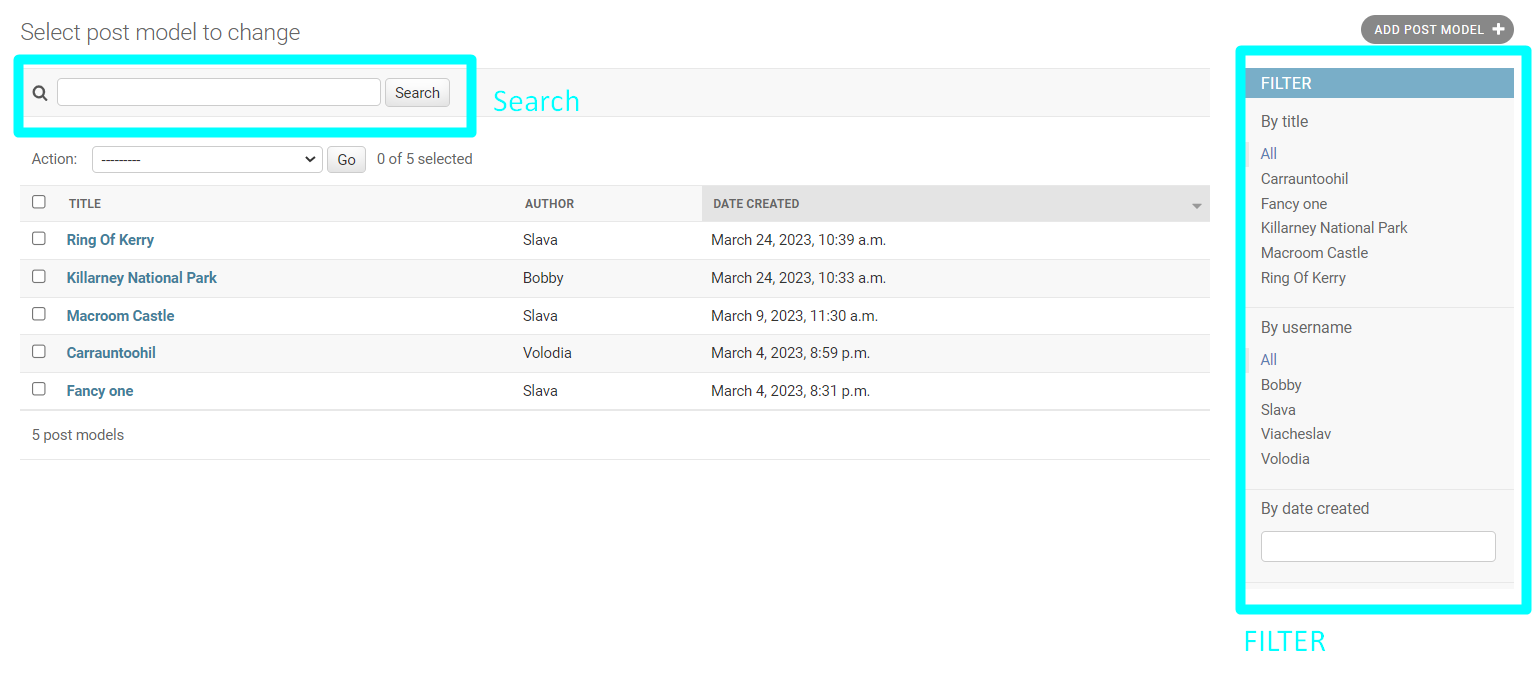 Select post model to change
ADD POST MODEL +
Search
Search
Action: --------- Go 0 of 5 selected
TITLE AUTHOR DATE CREATED
Ring Of Kerry Slava March 24, 2023, 10:39 a.m.
Killarney National Park Bobby March 24, 2023, 10:33 a.m.
Macroom Castle Slava March 9, 2023, 11:30 a.m.
Carrauntoohil Volodia March 4, 2023, 8:59 p.m.
Fancy one Slava March 4, 2023, 8:31 p.m.
5 post models
FILTER
By title
All
Carrauntoohil
Fancy one
Killarney National Park
Macroom Castle
Ring Of Kerry
By username
All
Bobby
Slava
Viacheslav
Volodia
By date created
FILTER